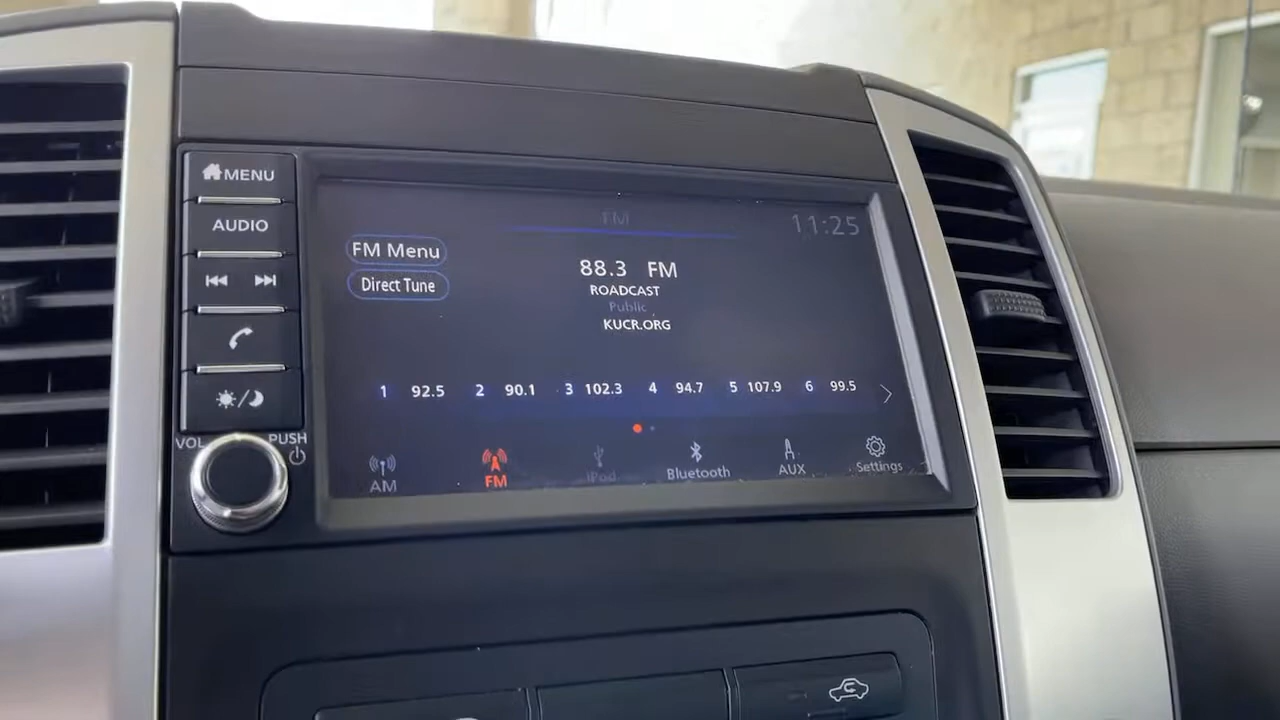 MENU
AUDIO
VOL
PUSH
FM
11:25
FM Menu
Direct Tune
88.3 FM
ROADCAST
Public
KUCR.ORG
1 92.5 2 90.1 3 102.3 4 94.7 5 107.9 6 99.5
AM
FM
iPod
Bluetooth
AUX
Settings